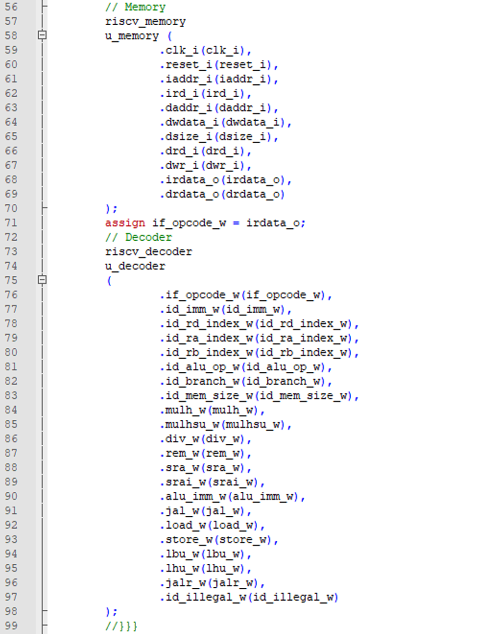 56 // Memory
57 riscv_memory
58 u_memory (
59 .clk_i(clk_i),
60 .reset_i(reset_i),
61 .iaddr_i(iaddr_i),
62 .ird_i(ird_i),
63 .daddr_i(daddr_i),
64 .dwdata_i(dwdata_i),
65 .dsize_i(dsize_i),
66 .drd_i(drd_i),
67 .dwr_i(dwr_i),
68 .irdata_o(irdata_o),
69 .drdata_o(drdata_o)
70 );
71 assign if_opcode_w = irdata_o;
72 // Decoder
73 riscv_decoder
74 u_decoder
75 (
76 .if_opcode_w(if_opcode_w),
77 .id_imm_w(id_imm_w),
78 .id_rd_index_w(id_rd_index_w),
79 .id_ra_index_w(id_ra_index_w),
80 .id_rb_index_w(id_rb_index_w),
81 .id_alu_op_w(id_alu_op_w),
82 .id_branch_w(id_branch_w),
83 .id_mem_size_w(id_mem_size_w),
84 .mulh_w(mulh_w),
85 .mulhsu_w(mulhsu_w),
86 .div_w(div_w),
87 .rem_w(rem_w),
88 .sra_w(sra_w),
89 .srai_w(srai_w),
90 .alu_imm_w(alu_imm_w),
91 .jal_w(jal_w),
92 .load_w(load_w),
93 .store_w(store_w),
94 .lbu_w(lbu_w),
95 .lhu_w(lhu_w),
96 .jalr_w(jalr_w),
97 .id_illegal_w(id_illegal_w)
98 );
99 //}}}